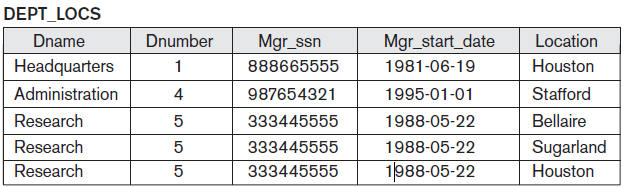 DEPT_LOCS
Dname Dnumber Mgr_ssn Mgr_start_date Location
Headquarters 1 888665555 1981-06-19 Houston
Administration 4 987654321 1995-01-01 Stafford
Research 5 333445555 1988-05-22 Bellaire
Research 5 333445555 1988-05-22 Sugarland
Research 5 333445555 1988-05-22 Houston